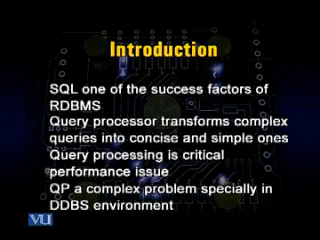 Introduction
SQL one of the success factors of
RDBMS
Query processor transforms complex
queries into concise and simple ones
Query processing is critical
performance issue
QP a complex problem specially in
DDBS environment
VU